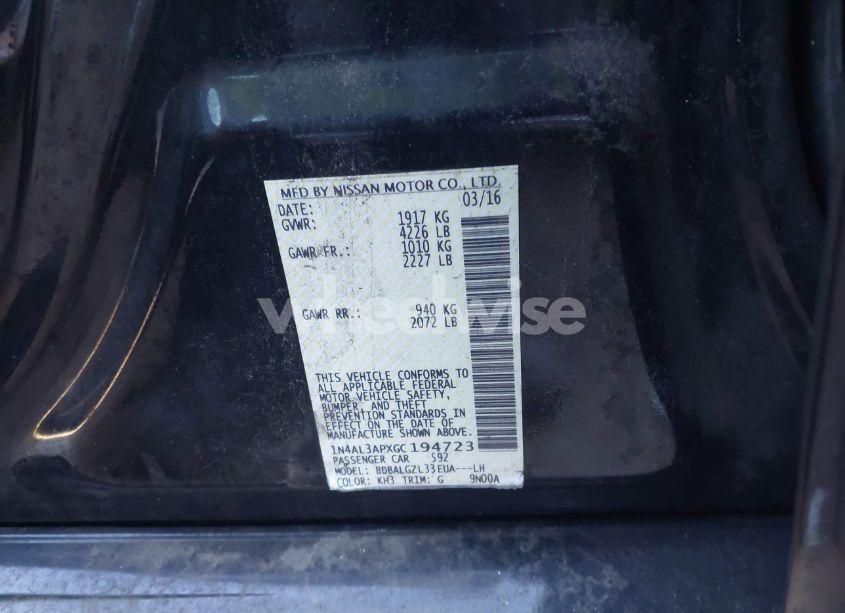 MFD BY NISSAN MOTOR CO., LTD.
DATE: 03/16
GVWR: 1917 KG
4226 LB
GAWR FR.: 1010 KG
2227 LB
GAWR RR.: 940 KG
2072 LB
wheelwise
THIS VEHICLE CONFORMS TO
ALL APPLICABLE FEDERAL
MOTOR VEHICLE SAFETY,
BUMPER, AND THEFT
PREVENTION STANDARDS IN
EFFECT ON THE DATE OF
MANUFACTURE SHOWN ABOVE.
1N4AL3APXGC194723
PASSENGER CAR S9Z
MODEL: BDBALGZL33EUA---LH
COLOR: KH3 TRIM: G 9N00A